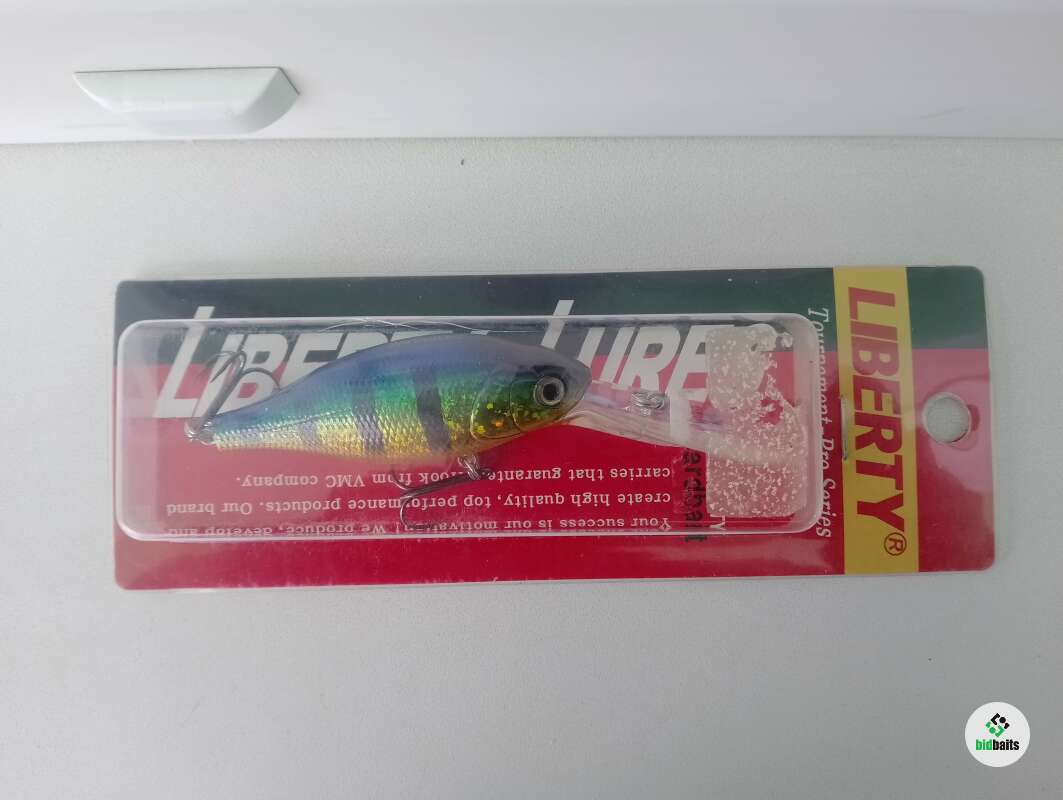 LIBERTY®
Tournament Pro Series
LIBERTY LURES
Your success is our motivation! We produce, develop and
create high quality, top performance products. Our brand
carries that guarantee.
Hook from VMC company.
bidbaits